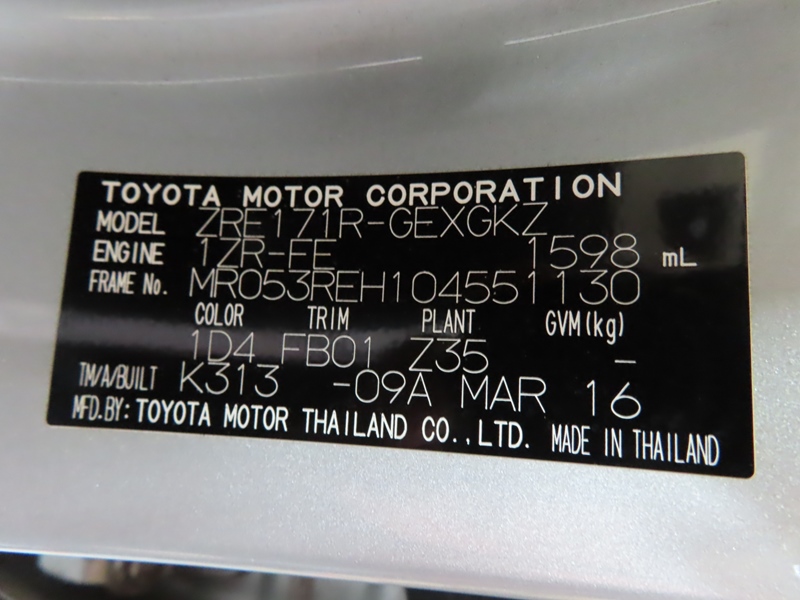 TOYOTA MOTOR CORPORATION
MODEL ZRE171R-GEXGKZ
ENGINE 1ZR-FE 1598 mL
FRAME No. MR053REH104551130
COLOR TRIM PLANT GVM(kg)
1D4 FB01 Z35 -
TM/A/BUILT K313 -09A MAR 16
MFD.BY: TOYOTA MOTOR THAILAND CO.,LTD. MADE IN THAILAND